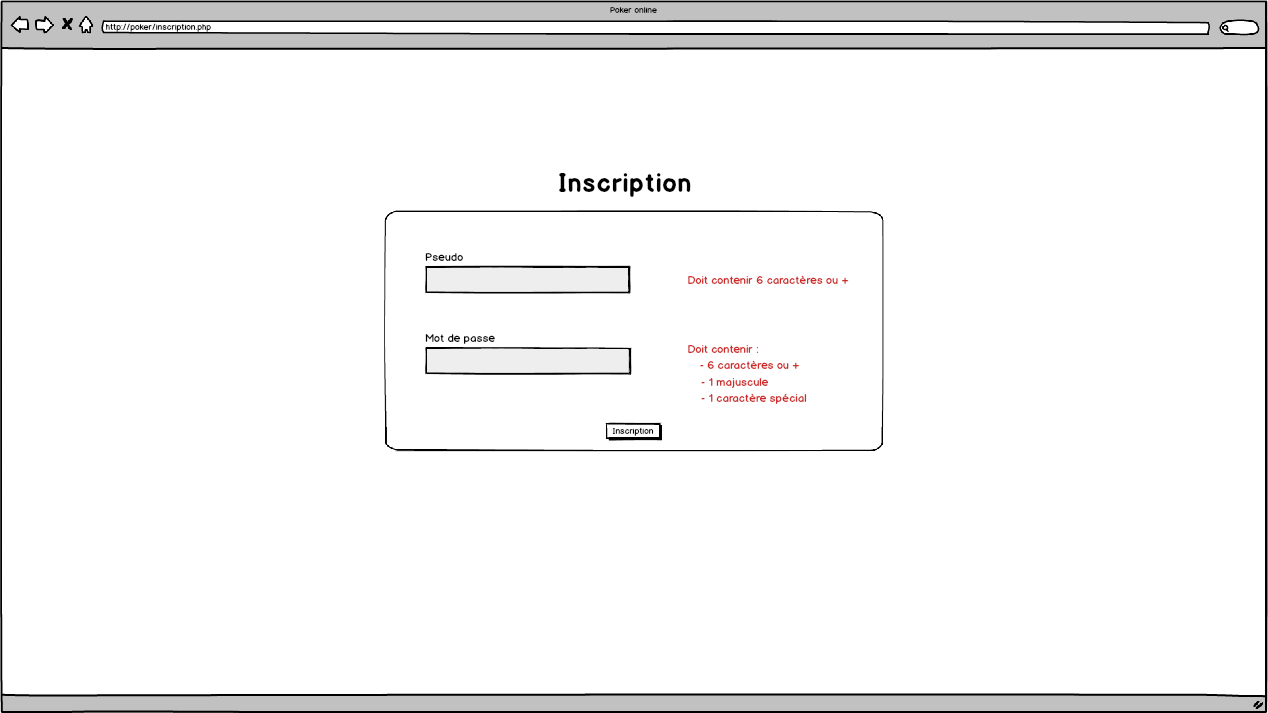 Poker online
http://poker/inscription.php
Inscription
Pseudo
Doit contenir 6 caractères ou +
Mot de passe
Doit contenir :
- 6 caractères ou +
- 1 majuscule
- 1 caractère spécial
Inscription